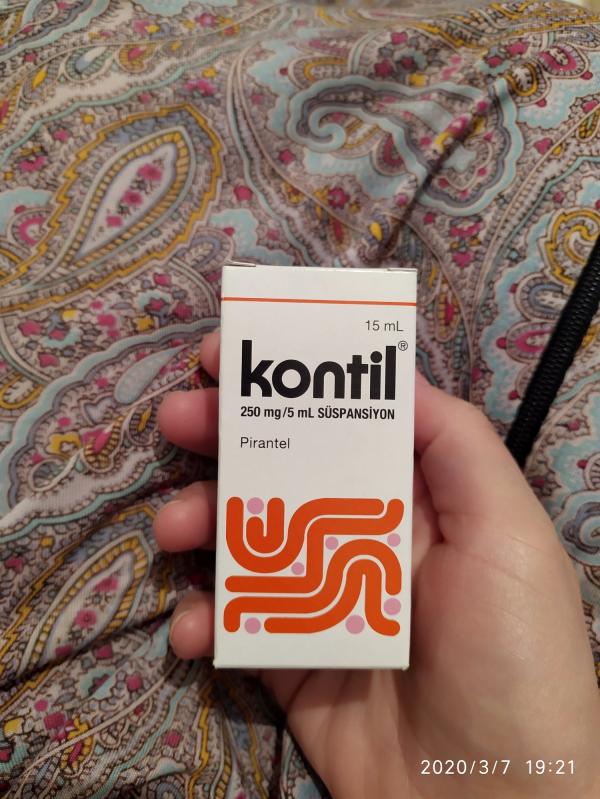 15 mL
kontil®
250 mg/5 mL SÜSPANSİYON
Pirantel
2020/3/7 19:21